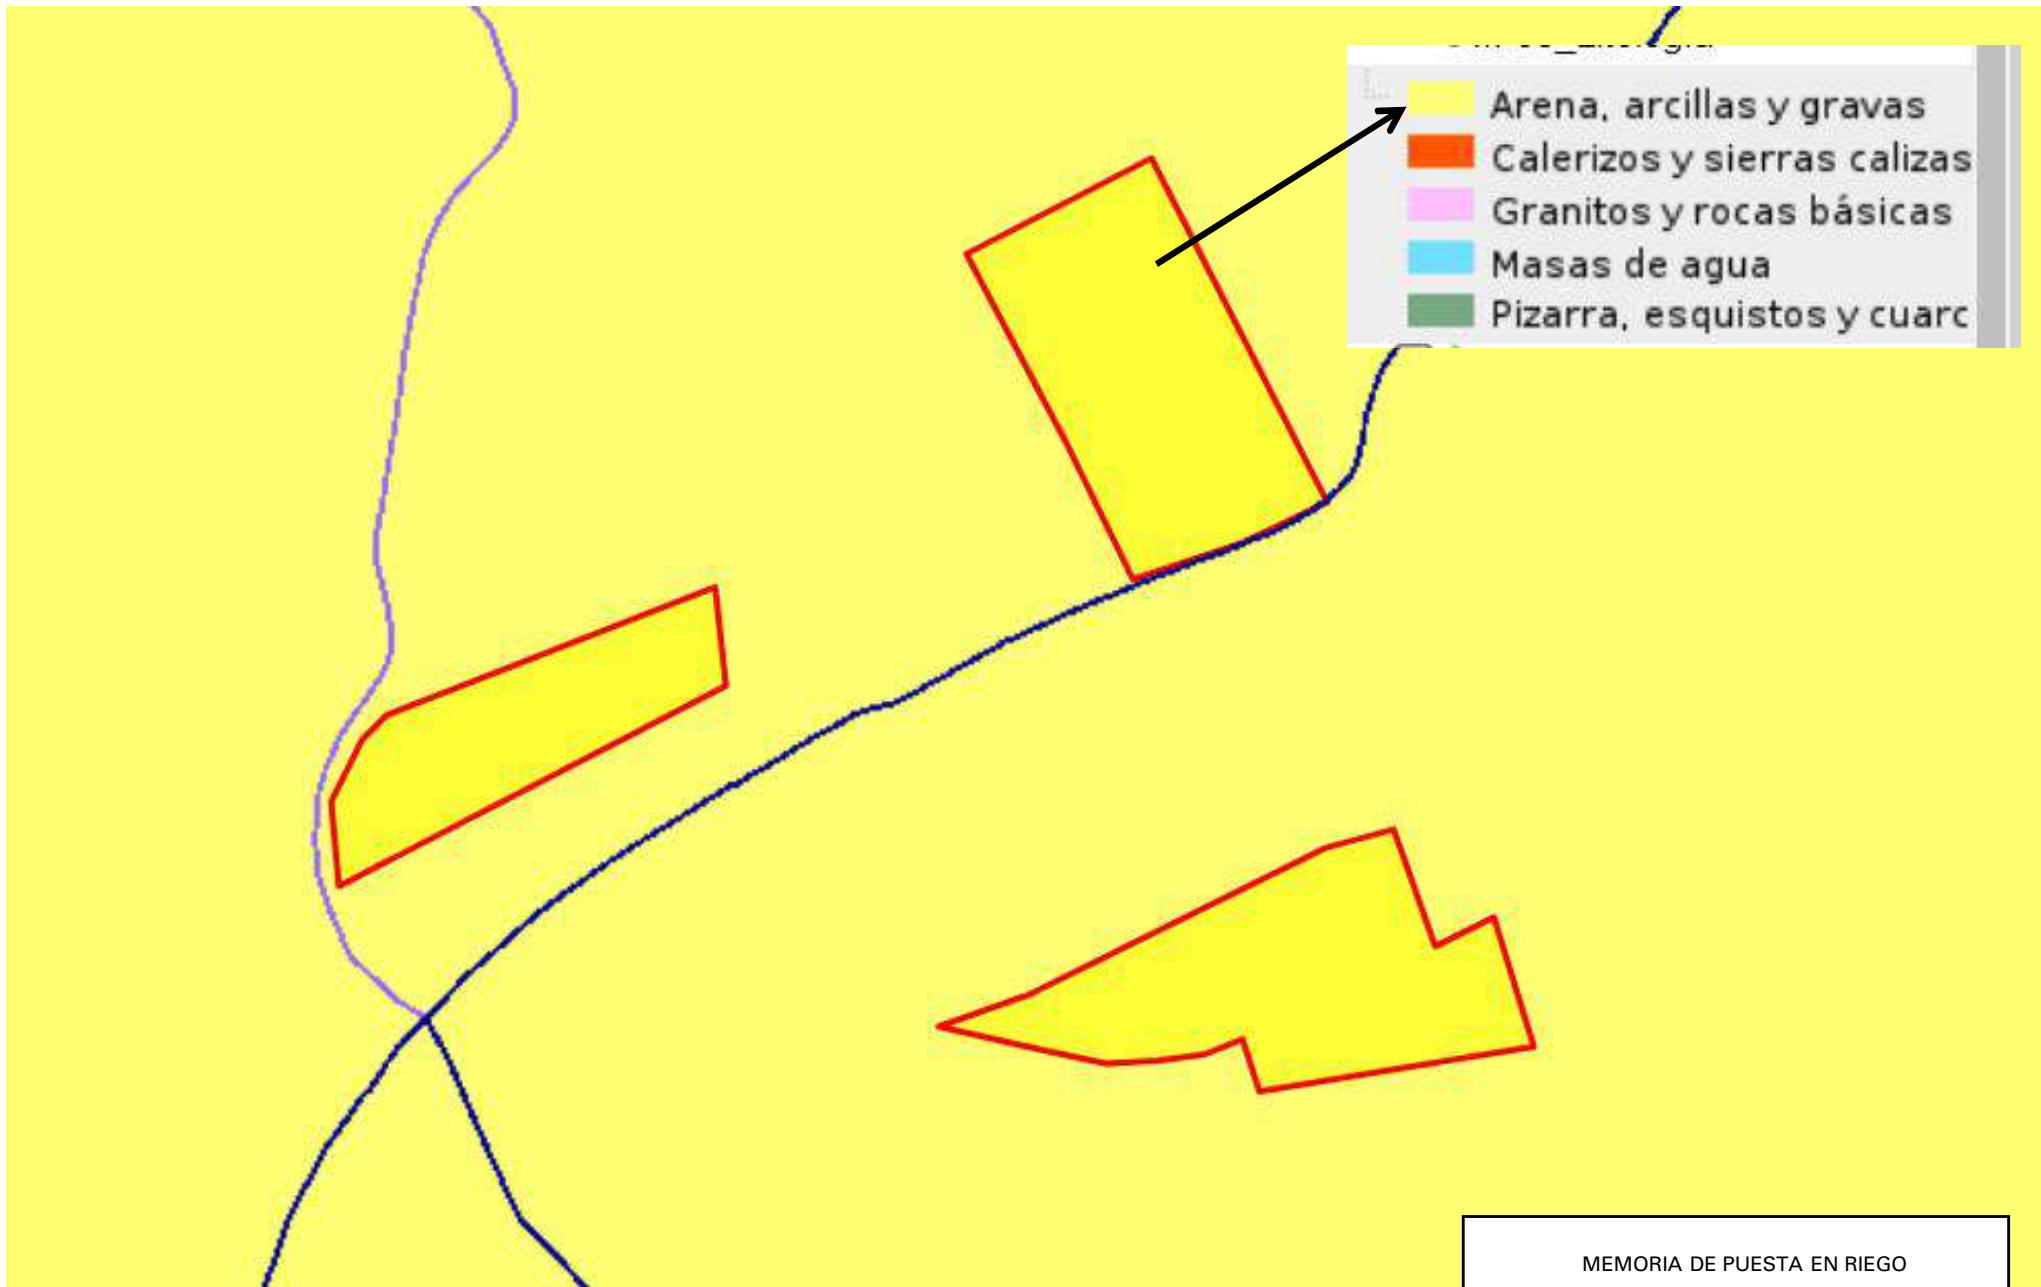 Arena, arcillas y gravas
Calerizos y sierras calizas
Granitos y rocas básicas
Masas de agua
Pizarra, esquistos y cuarc
MEMORIA DE PUESTA EN RIEGO